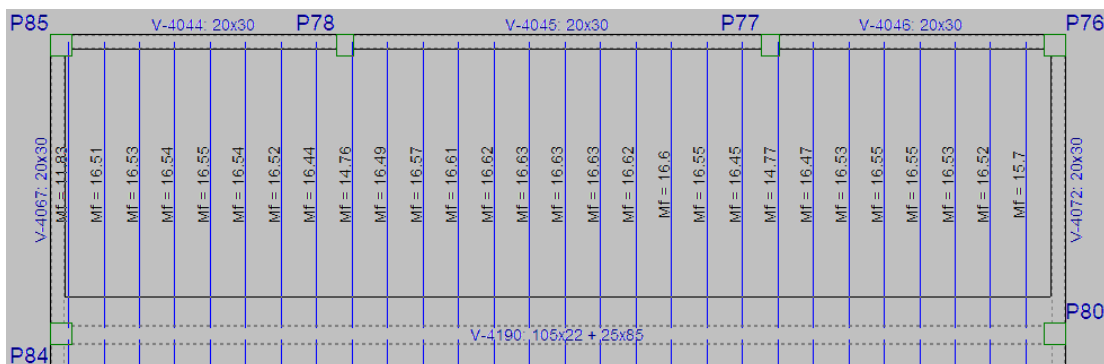 P85 V-4044: 20x30 P78 V-4045: 20x30 P77 V-4046: 20x30 P76
V-4067: 20x30
Mf = 11.83
Mf = 16.51
Mf = 16.53
Mf = 16.54
Mf = 16.55
Mf = 16.54
Mf = 16.52
Mf = 16.44
Mf = 14.76
Mf = 16.49
Mf = 16.57
Mf = 16.61
Mf = 16.62
Mf = 16.63
Mf = 16.63
Mf = 16.63
Mf = 16.62
Mf = 16.6
Mf = 16.55
Mf = 16.45
Mf = 14.77
Mf = 16.47
Mf = 16.53
Mf = 16.55
Mf = 16.55
Mf = 16.53
Mf = 16.52
Mf = 15.7
V-4072: 20x30
P80
V-4190: 105x22 + 25x85
P84